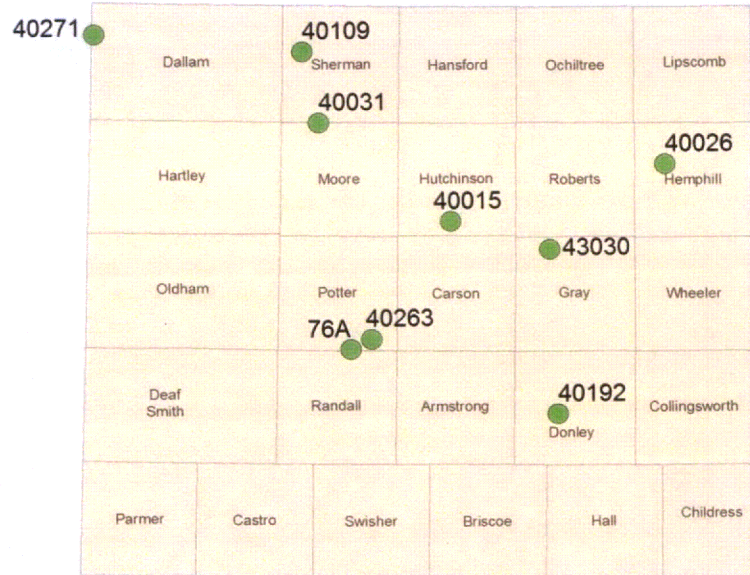 40271
40109
Dallam
Sherman
Hansford
Ochiltree
Lipscomb
40031
40026
Hartley
Moore
Hutchinson
Roberts
Hemphill
40015
43030
Oldham
Potter
Carson
Gray
Wheeler
76A
40263
Deaf
Smith
Randall
Armstrong
40192
Collingsworth
Donley
Parmer
Castro
Swisher
Briscoe
Hall
Childress